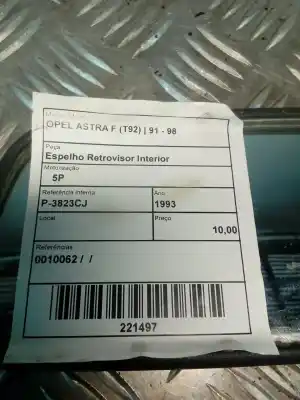 OPEL ASTRA F (T92) | 91 - 98
Peça
Espelho Retrovisor Interior
Motorização
5P
Referência Interna
Ano
P-3823CJ
1993
Local
Preço
10,00
Referências
0010062 / /
221497